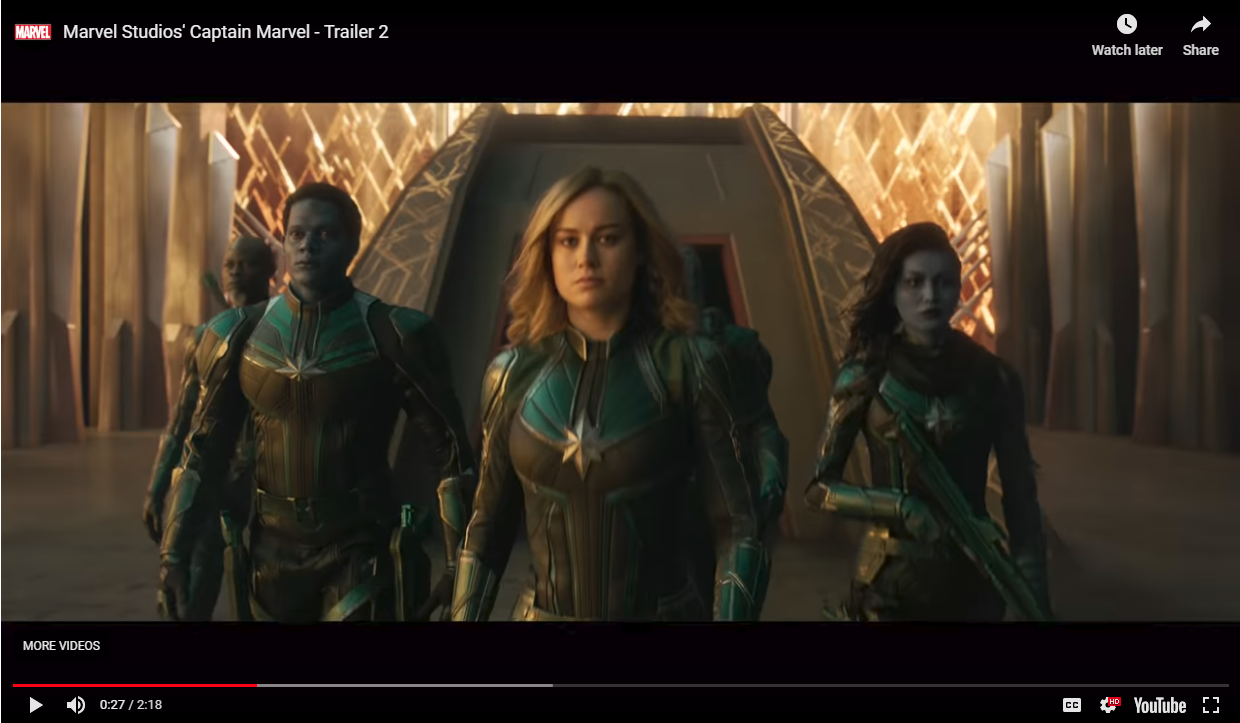 MARVEL Marvel Studios' Captain Marvel - Trailer 2
Watch later Share
MORE VIDEOS
0:27 / 2:18 CC HD YouTube